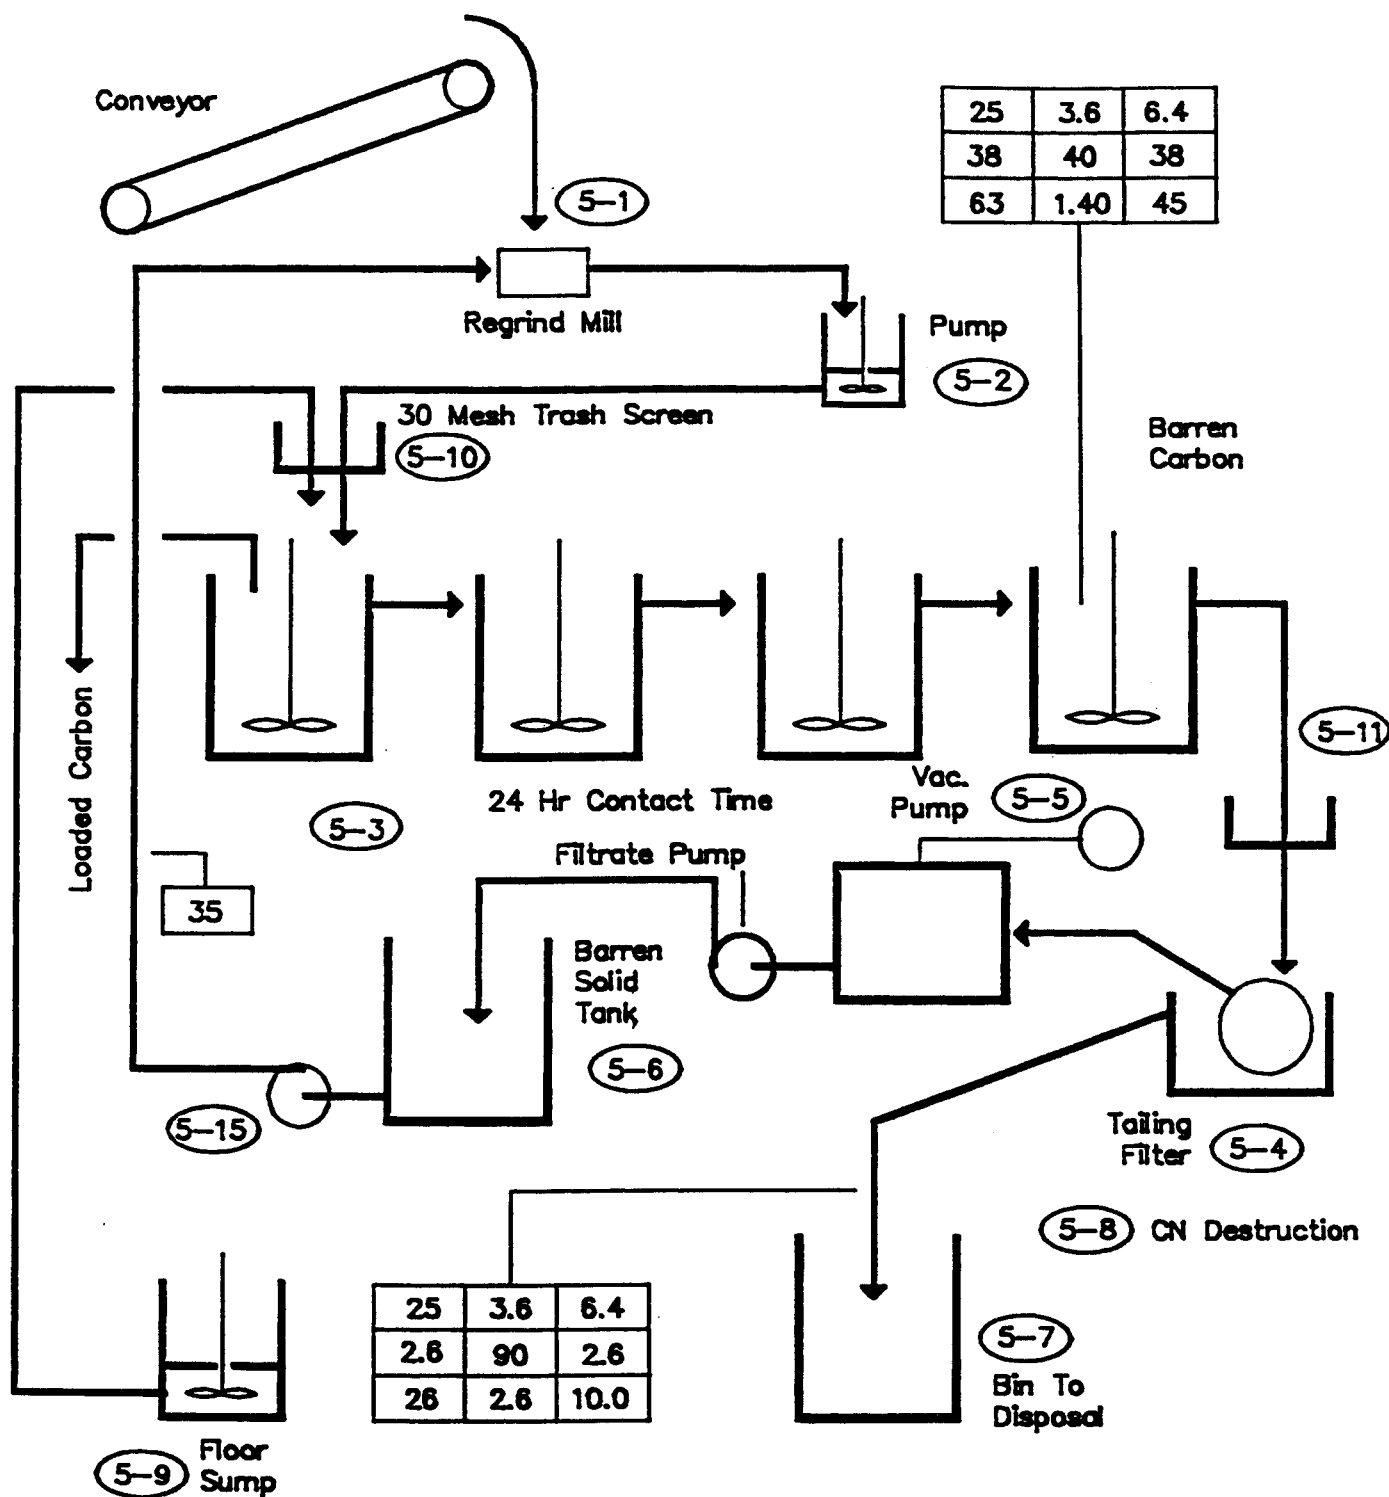 Conveyor
5-1
25 3.6 6.4
38 40 38
63 1.40 45
Regrind Mill
Pump
5-2
30 Mesh Trash Screen
5-10
Barren
Carbon
Loaded Carbon
5-11
24 Hr Contact Time
5-3
Vac.
Pump
5-5
Filtrate Pump
35
Barren
Solid
Tank
5-6
5-15
Tailing
Filter
5-4
5-8 CN Destruction
25 3.6 6.4
2.6 90 2.6
26 2.6 10.0
5-7
Bin To
Disposal
5-9
Floor
Sump